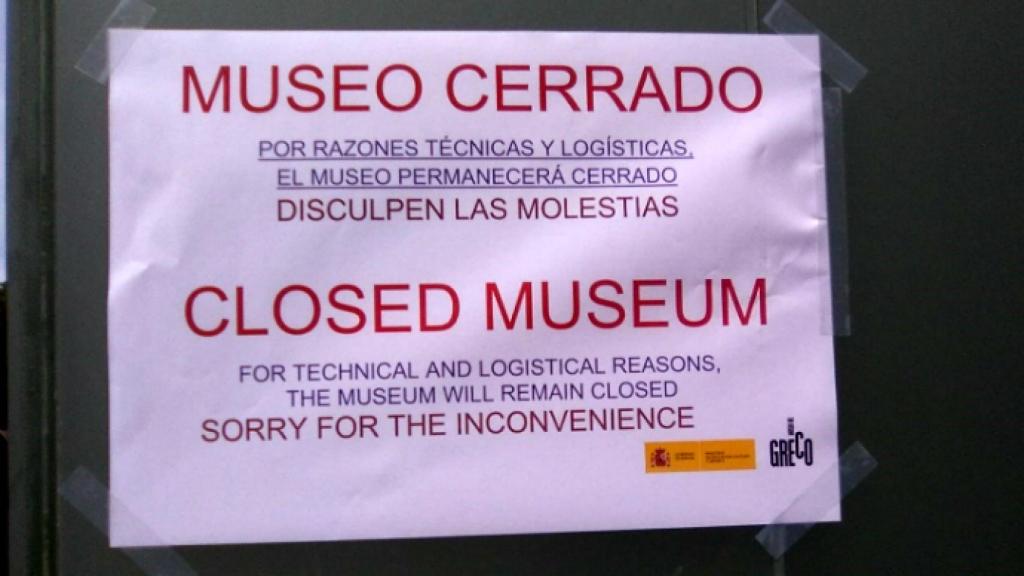 MUSEO CERRADO
POR RAZONES TÉCNICAS Y LOGÍSTICAS,
EL MUSEO PERMANECERÁ CERRADO
DISCULPEN LAS MOLESTIAS
CLOSED MUSEUM
FOR TECHNICAL AND LOGISTICAL REASONS,
THE MUSEUM WILL REMAIN CLOSED
SORRY FOR THE INCONVENIENCE
GRECO